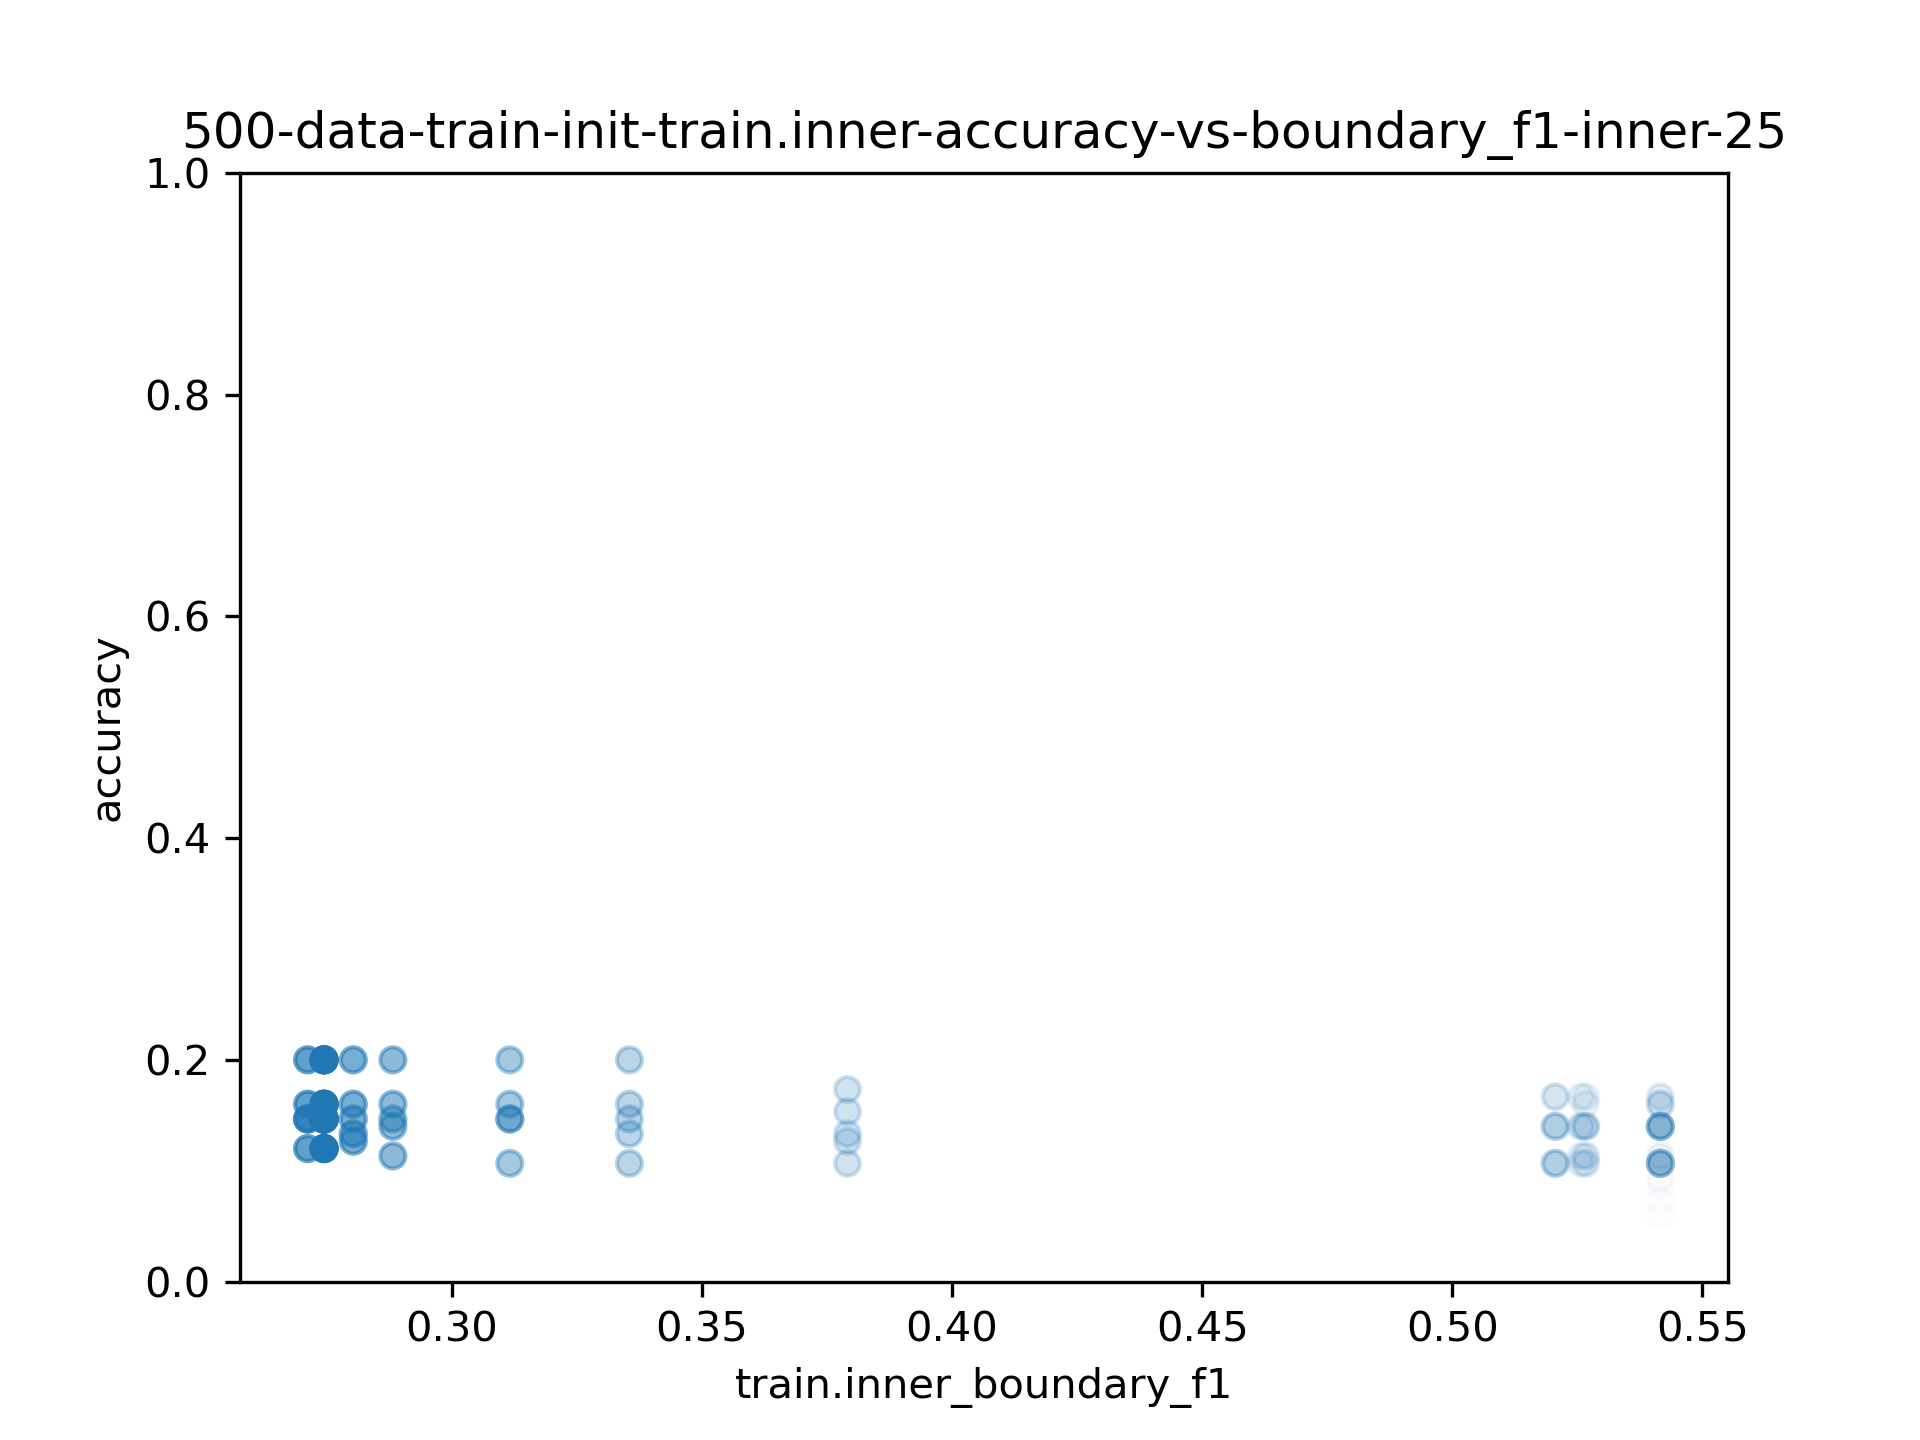 500-data-train-init-train.inner-accuracy-vs-boundary_f1-inner-25
1.0
0.8
0.6
0.4
0.2
0.0
accuracy
0.30 0.35 0.40 0.45 0.50 0.55
train.inner_boundary_f1